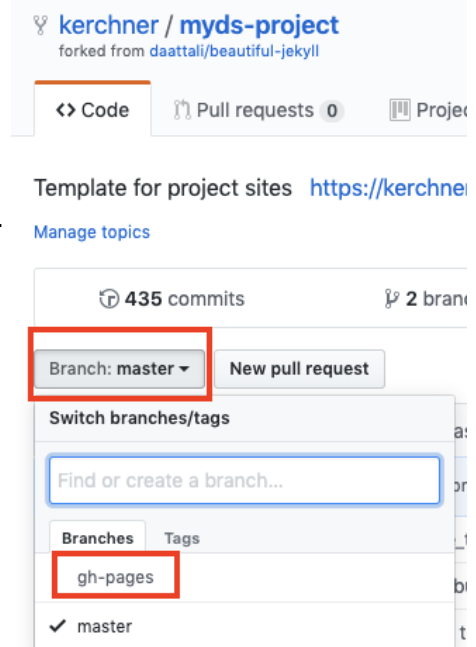 kerchner / myds-project
forked from daattali/beautiful-jekyll
Code Pull requests 0
Template for project sites
Manage topics
435 commits 2
Branch: master New pull request
Switch branches/tags
Find or create a branch...
Branches Tags
gh-pages
master